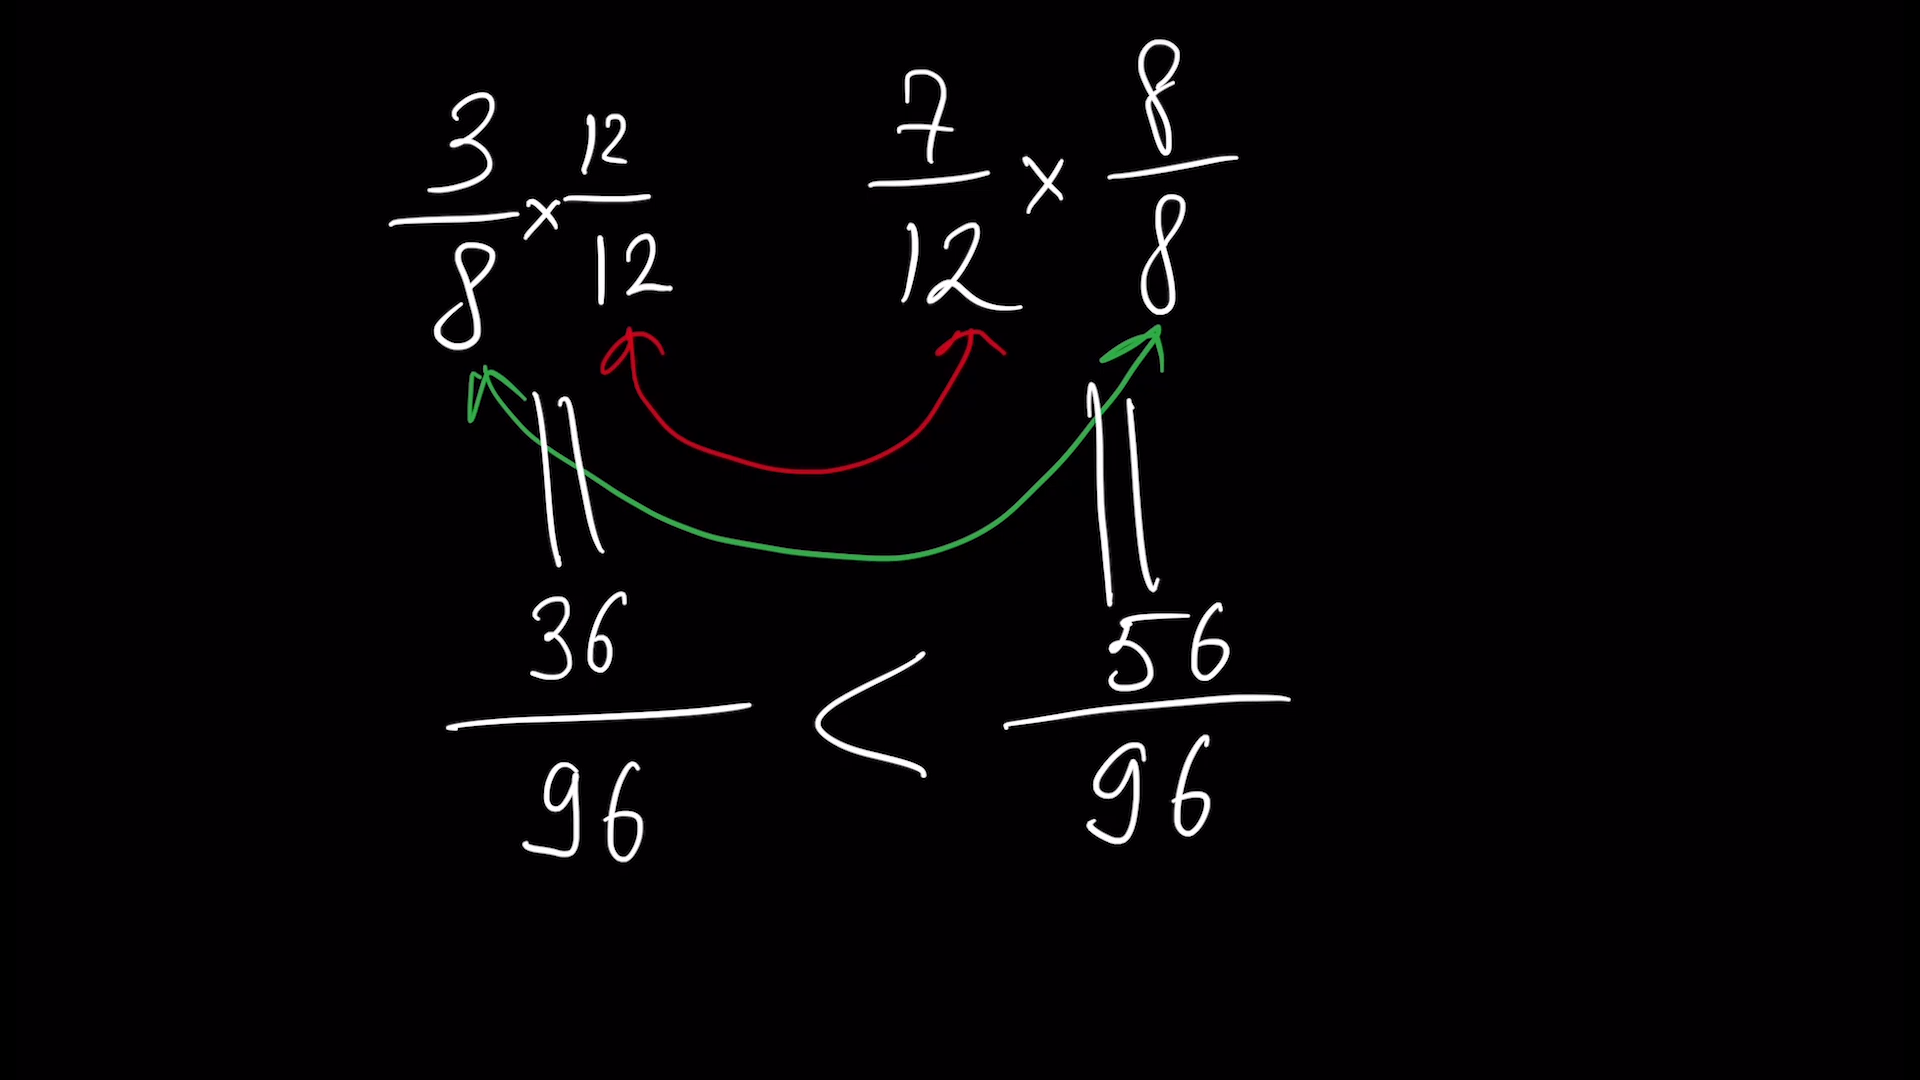 3/8 × 12/12    7/12 × 8/8
||    ||
36/96 < 56/96